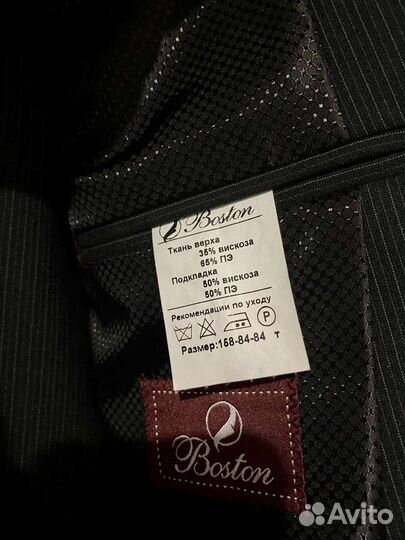 Boston
Ткань верха
35% вискоза
65% ПЭ
Подкладка
50% вискоза
50% ПЭ
Рекомендации по уходу
P
Размер:158-84-84 т
Boston
Avito